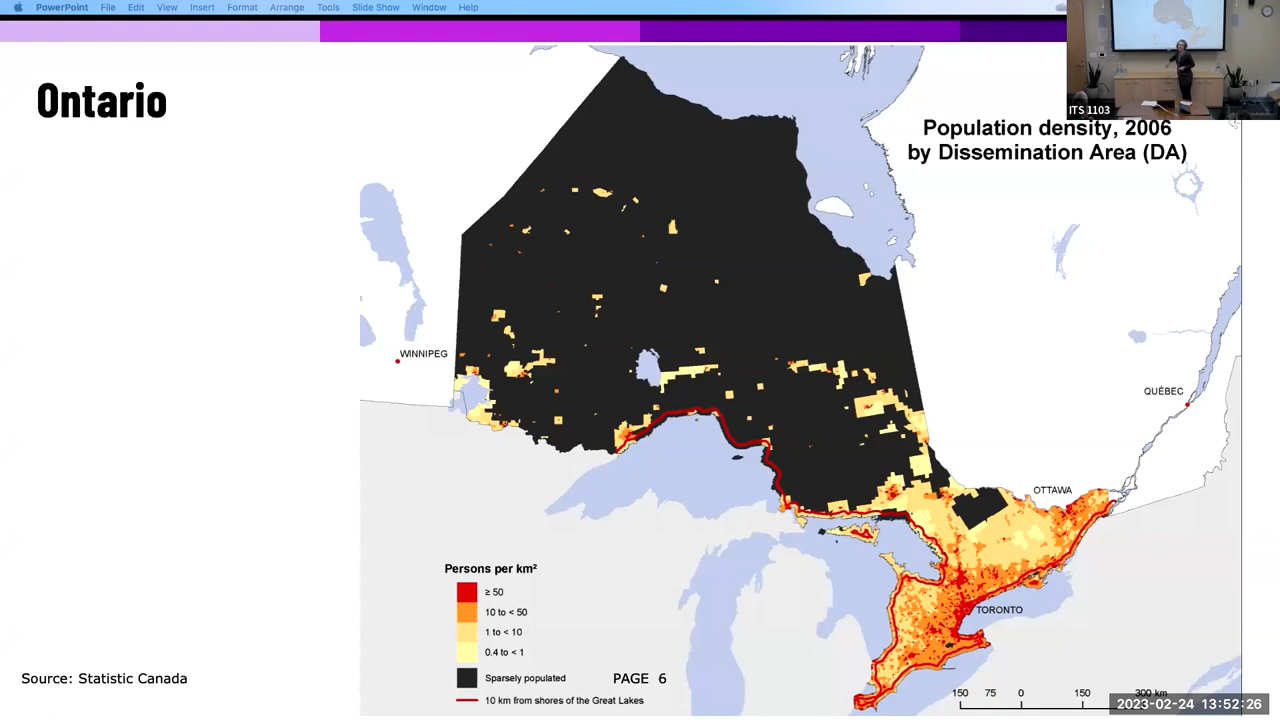 PowerPoint File Edit View Insert Format Arrange Tools Slide Show Window Help
ITS 1103
Ontario
Population density, 2006
by Dissemination Area (DA)
WINNIPEG
QUÉBEC
OTTAWA
TORONTO
Persons per km²
≥ 50
10 to < 50
1 to < 10
0.4 to < 1
Sparsely populated
10 km from shores of the Great Lakes
PAGE 6
Source: Statistic Canada
150 75 0 150 300 km
2023-02-24 13:52:26